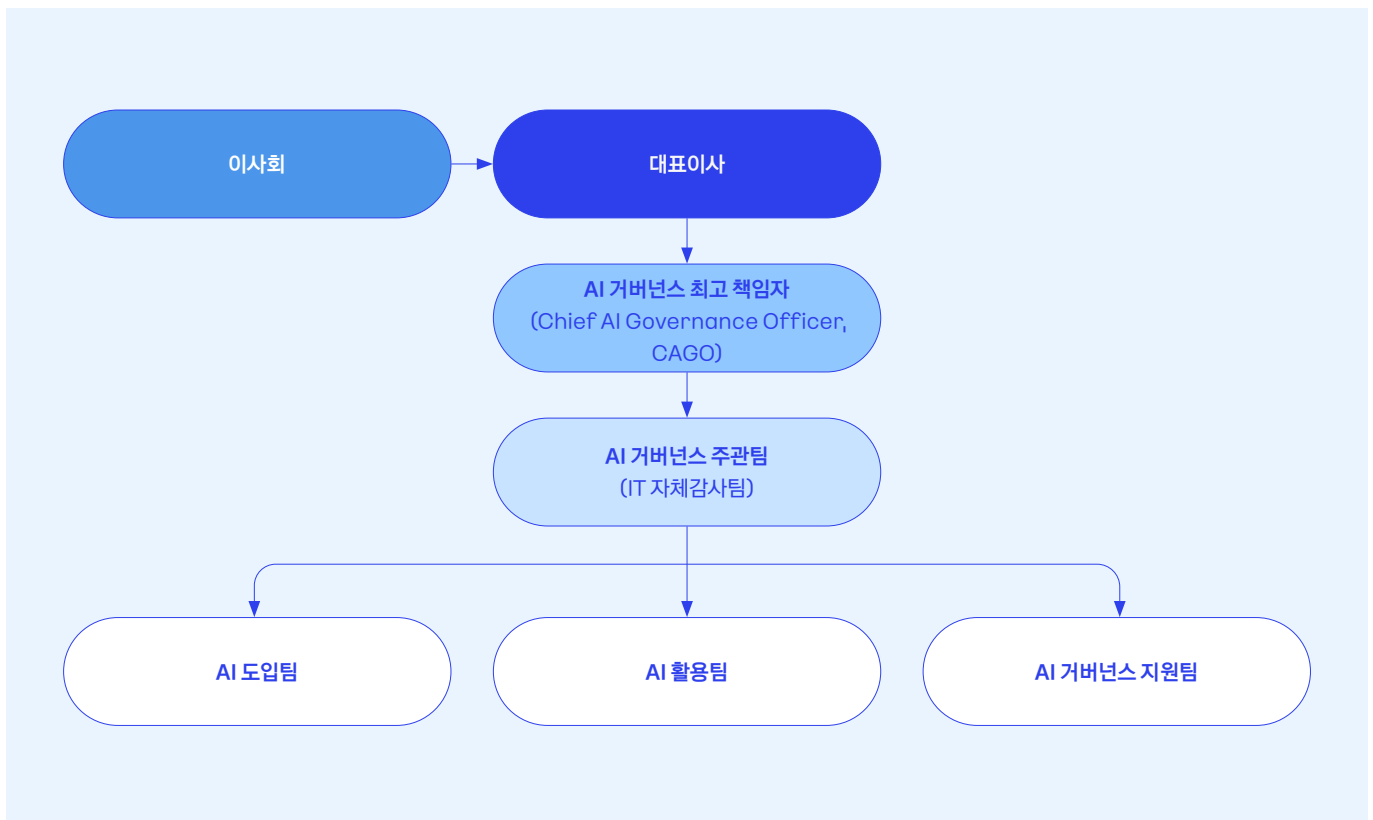 이사회
대표이사
AI 거버넌스 최고 책임자
(Chief AI Governance Officer,
CAGO)
AI 거버넌스 주관팀
(IT 자체감사팀)
AI 도입팀
AI 활용팀
AI 거버넌스 지원팀